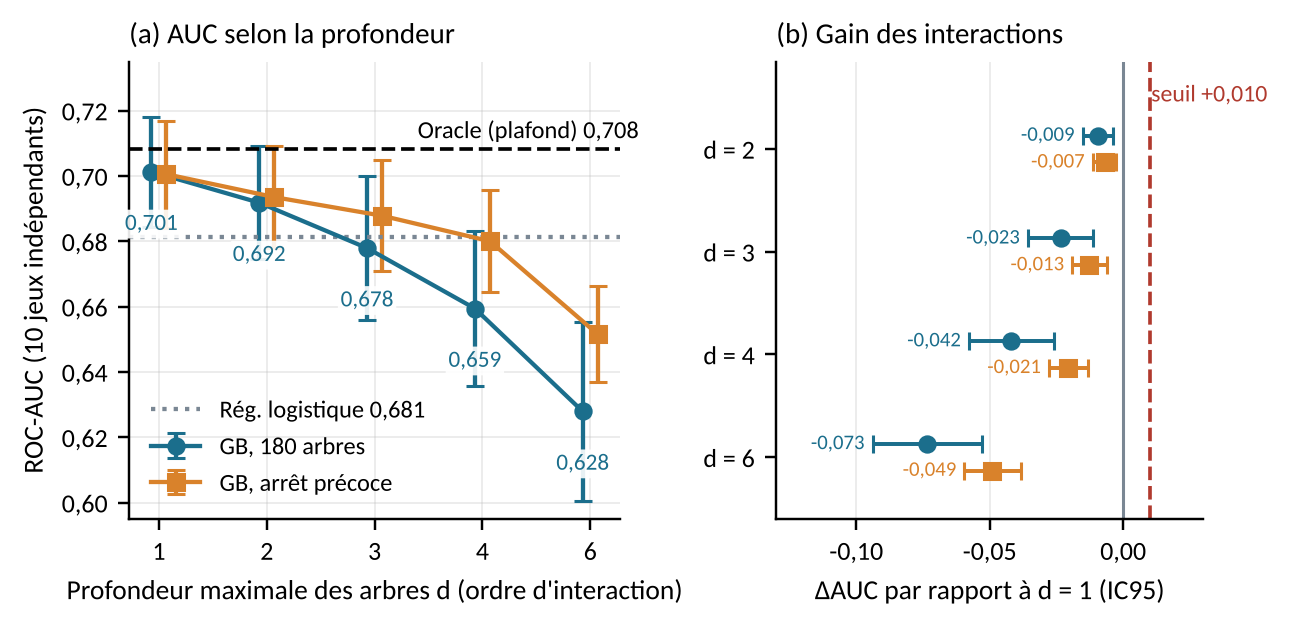 (a) AUC selon la profondeur
ROC-AUC (10 jeux indépendants)
0,72
0,70
0,68
0,66
0,64
0,62
0,60
Oracle (plafond) 0,708
0,701
0,692
0,678
0,659
0,628
Rég. logistique 0,681
GB, 180 arbres
GB, arrêt précoce
1
2
3
4
6
Profondeur maximale des arbres d (ordre d'interaction)
(b) Gain des interactions
seuil +0,010
d = 2
-0,009
-0,007
d = 3
-0,023
-0,013
d = 4
-0,042
-0,021
d = 6
-0,073
-0,049
-0,10
-0,05
0,00
ΔAUC par rapport à d = 1 (IC95)